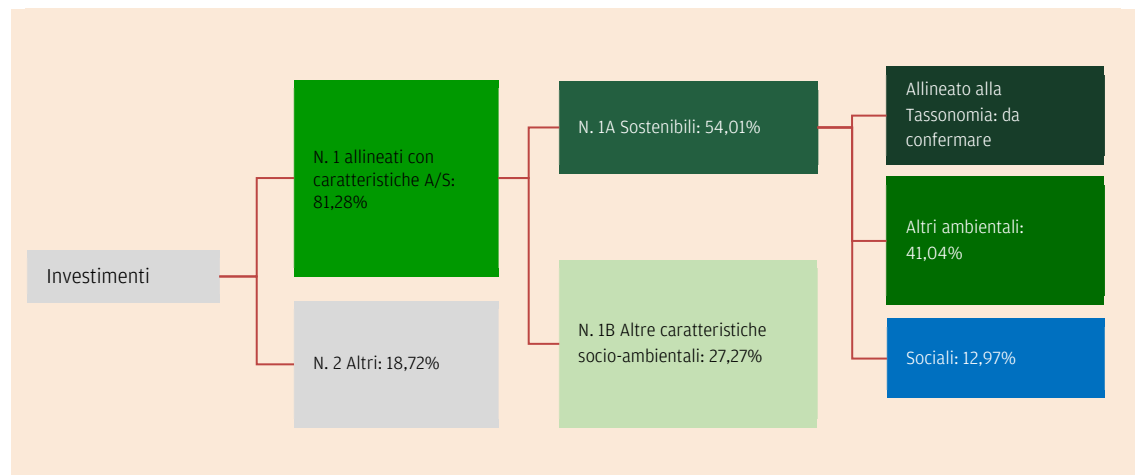 Investimenti
N. 1 allineati con
caratteristiche A/S:
81,28%
N. 2 Altri: 18,72%
N. 1A Sostenibili: 54,01%
N. 1B Altre caratteristiche
socio-ambientali: 27,27%
Allineato alla
Tassonomia: da
confermare
Altri ambientali:
41,04%
Sociali: 12,97%